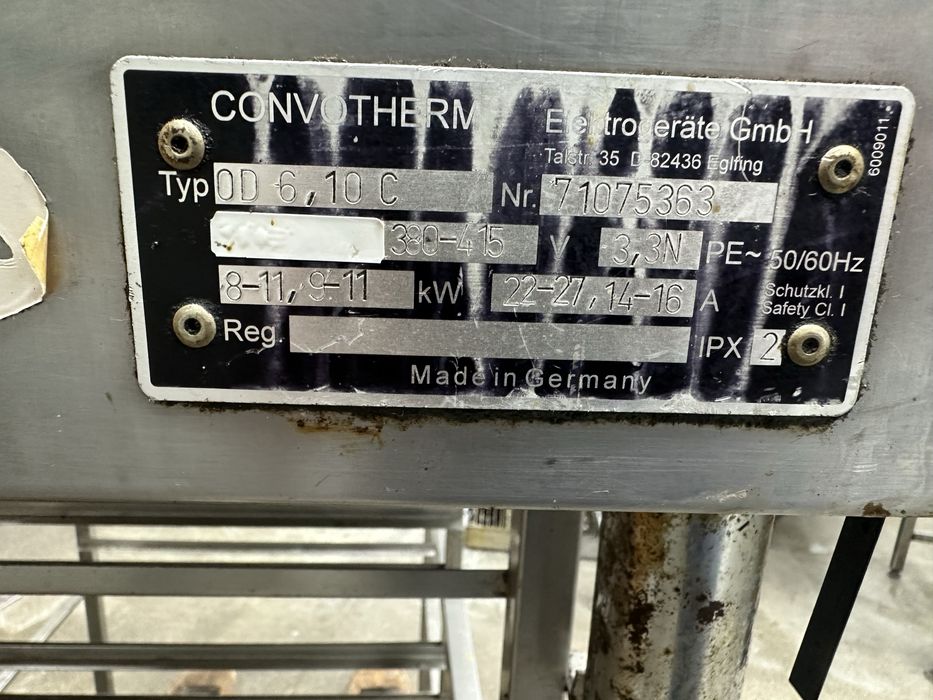 CONVOTHERM Elektrogeräte GmbH
Talstr. 35 D-82436 Eglfing
6009011.
Typ OD 6,10 C Nr. 71075363
380-415 V 3,3N PE~ 50/60Hz
8-11, 9-11 kW 22-27, 14-16 A Schutzkl. I
Safety Cl. I
Reg. IPX 2
Made in Germany